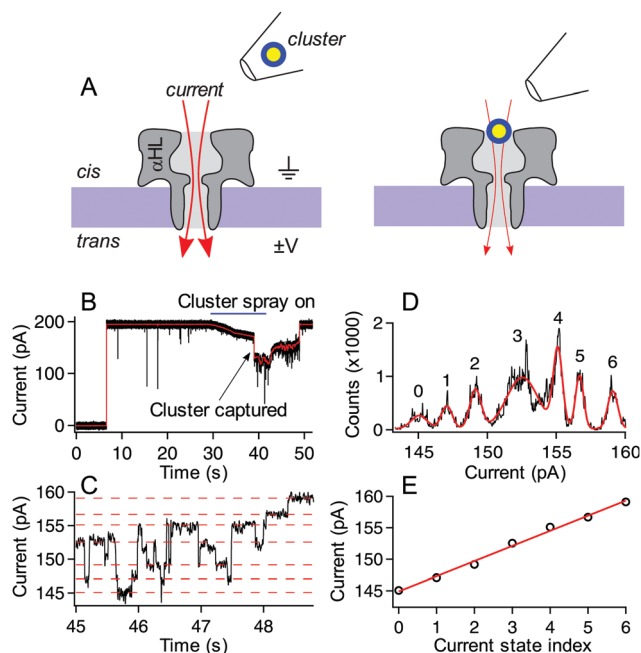 A
cluster
current
αHL
cis
trans
±V
B
Cluster spray on
Cluster captured
Current (pA)
200
100
0
0 10 20 30 40 50
Time (s)
D
Counts (x1000)
2
1
0
0 1 2 3 4 5 6
145 150 155 160
Current (pA)
C
Current (pA)
160
155
150
145
45 46 47 48
Time (s)
E
Current (pA)
160
155
150
145
0 1 2 3 4 5 6
Current state index